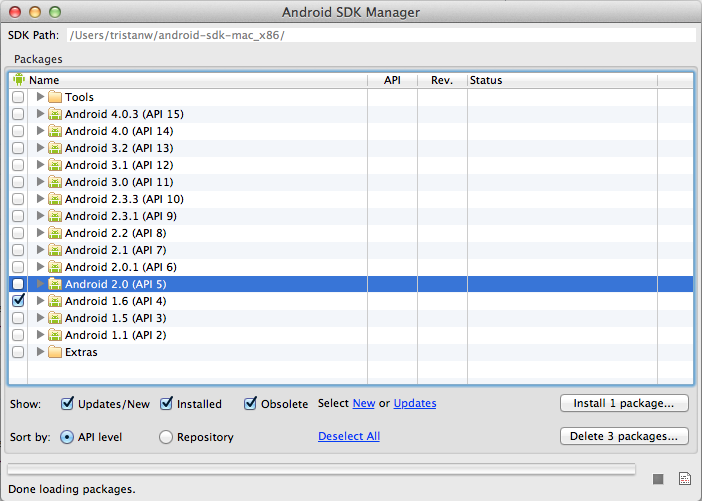 Android SDK Manager
SDK Path: /Users/tristanw/android-sdk-mac_x86/
Packages
Name API Rev. Status
Tools
Android 4.0.3 (API 15)
Android 4.0 (API 14)
Android 3.2 (API 13)
Android 3.1 (API 12)
Android 3.0 (API 11)
Android 2.3.3 (API 10)
Android 2.3.1 (API 9)
Android 2.2 (API 8)
Android 2.1 (API 7)
Android 2.0.1 (API 6)
Android 2.0 (API 5)
Android 1.6 (API 4)
Android 1.5 (API 3)
Android 1.1 (API 2)
Extras
Show: Updates/New Installed Obsolete Select New or Updates Install 1 package...
Sort by: API level Repository Deselect All Delete 3 packages...
Done loading packages.